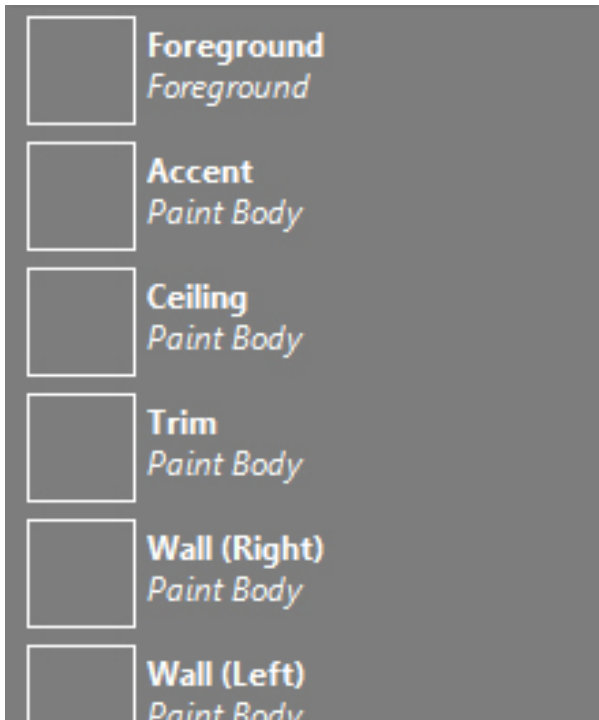 Foreground
Foreground
Accent
Paint Body
Ceiling
Paint Body
Trim
Paint Body
Wall (Right)
Paint Body
Wall (Left)
Paint Body